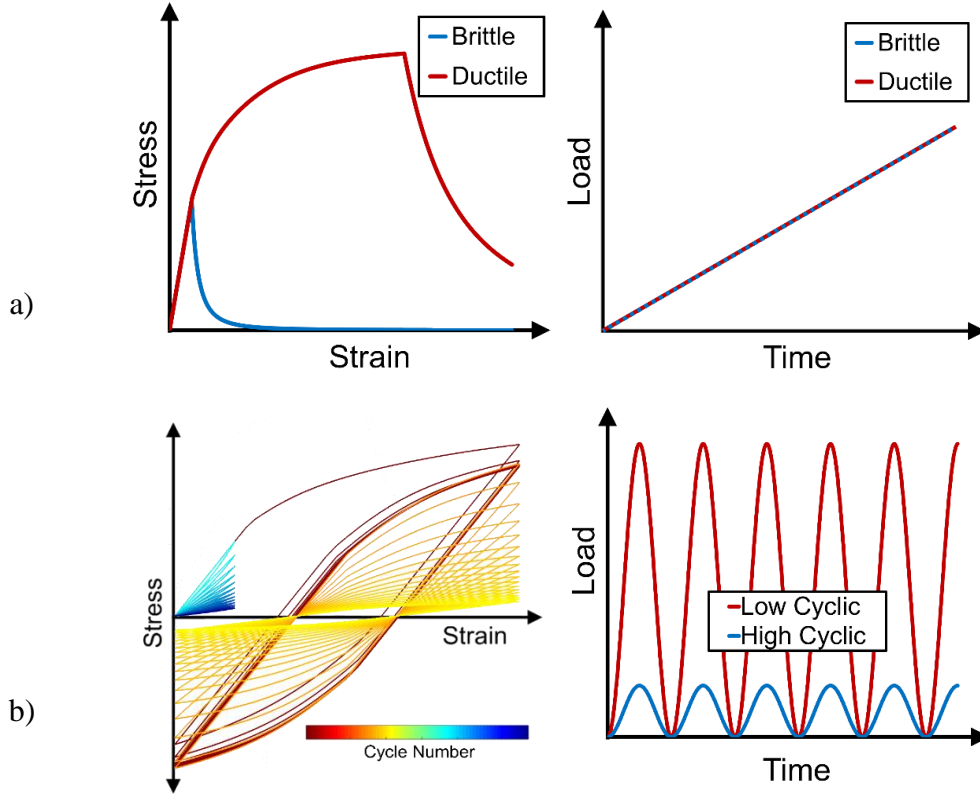 Brittle
Ductile
Stress
Strain
Brittle
Ductile
Load
Time
a)
Stress
Strain
Cycle Number
Low Cyclic
High Cyclic
Load
Time
b)